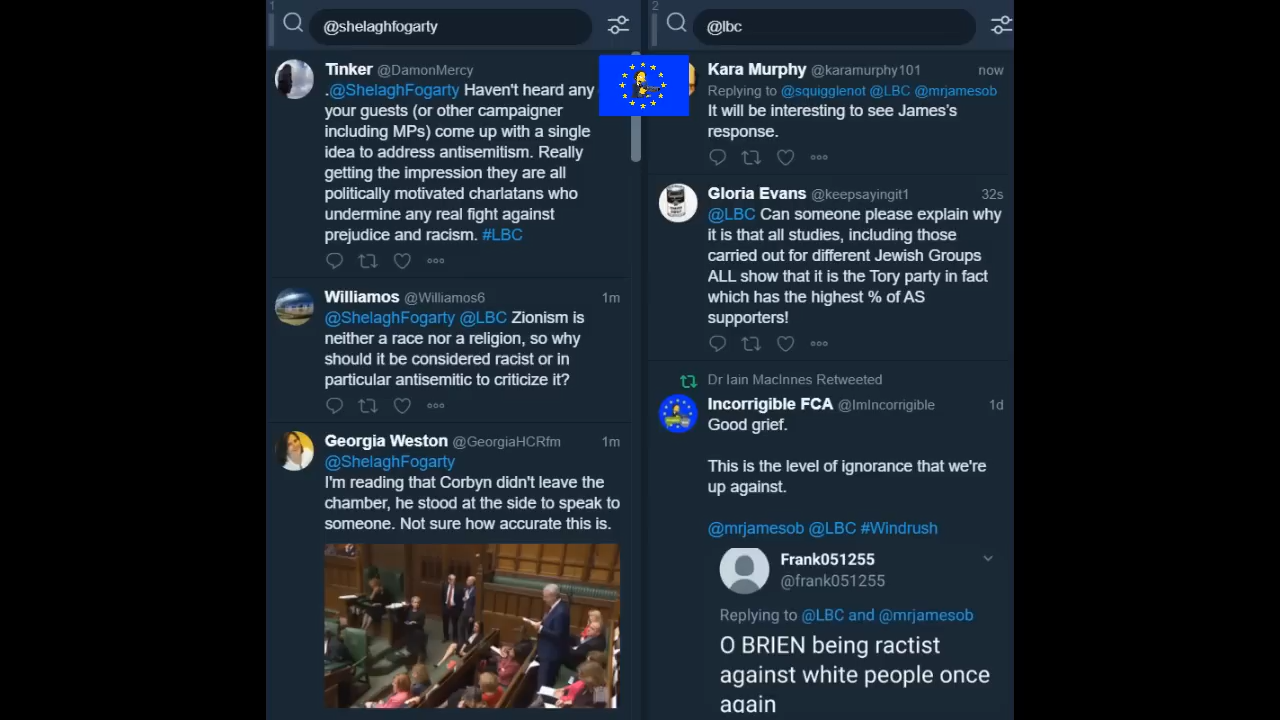 1
@shelaghfogarty
Tinker @DamonMercy
.@ShelaghFogarty Haven't heard any
your guests (or other campaigner
including MPs) come up with a single
idea to address antisemitism. Really
getting the impression they are all
politically motivated charlatans who
undermine any real fight against
prejudice and racism. #LBC
Williamos @Williamos6 1m
@ShelaghFogarty @LBC Zionism is
neither a race nor a religion, so why
should it be considered racist or in
particular antisemitic to criticize it?
Georgia Weston @GeorgiaHCRfm 1m
@ShelaghFogarty
I'm reading that Corbyn didn't leave the
chamber, he stood at the side to speak to
someone. Not sure how accurate this is.
2
@lbc
Kara Murphy @karamurphy101 now
Replying to @squigglenot @LBC @mrjamesob
It will be interesting to see James's
response.
Gloria Evans @keepsayingit1 32s
@LBC Can someone please explain why
it is that all studies, including those
carried out for different Jewish Groups
ALL show that it is the Tory party in fact
which has the highest % of AS
supporters!
Dr Iain MacInnes Retweeted
Incorrigible FCA @ImIncorrigible 1d
Good grief.
This is the level of ignorance that we're
up against.
@mrjamesob @LBC #Windrush
Frank051255
@frank051255
Replying to @LBC and @mrjamesob
O BRIEN being ractist
against white people once
again